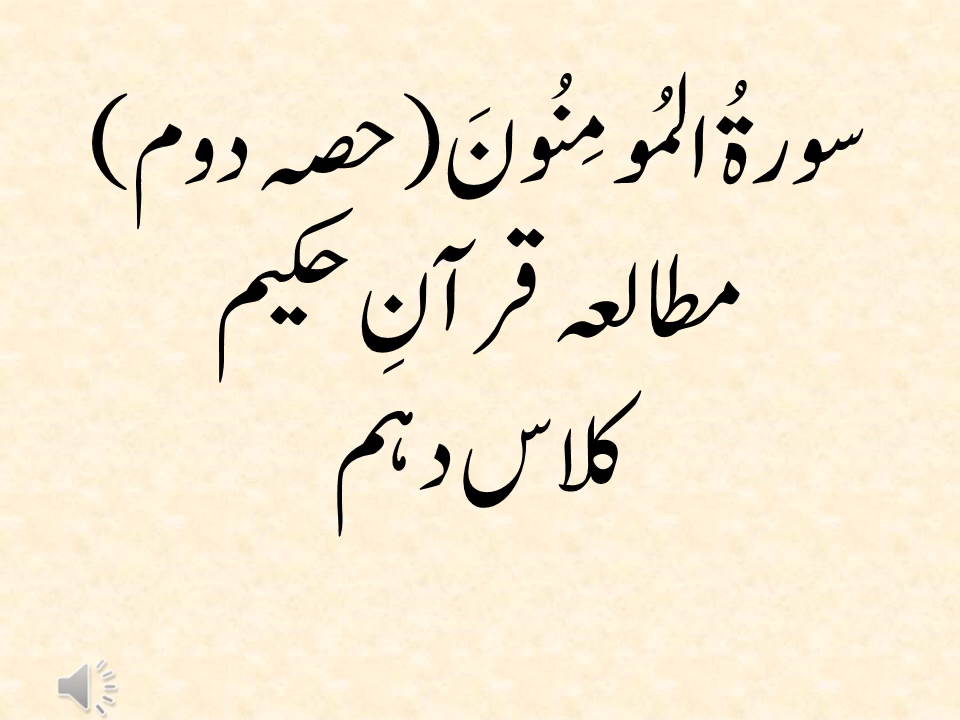 سورۃُ المُومِنُونَ (حصہ دوم)
مطالعہ قرآنِ حکیم
کلاس دہم